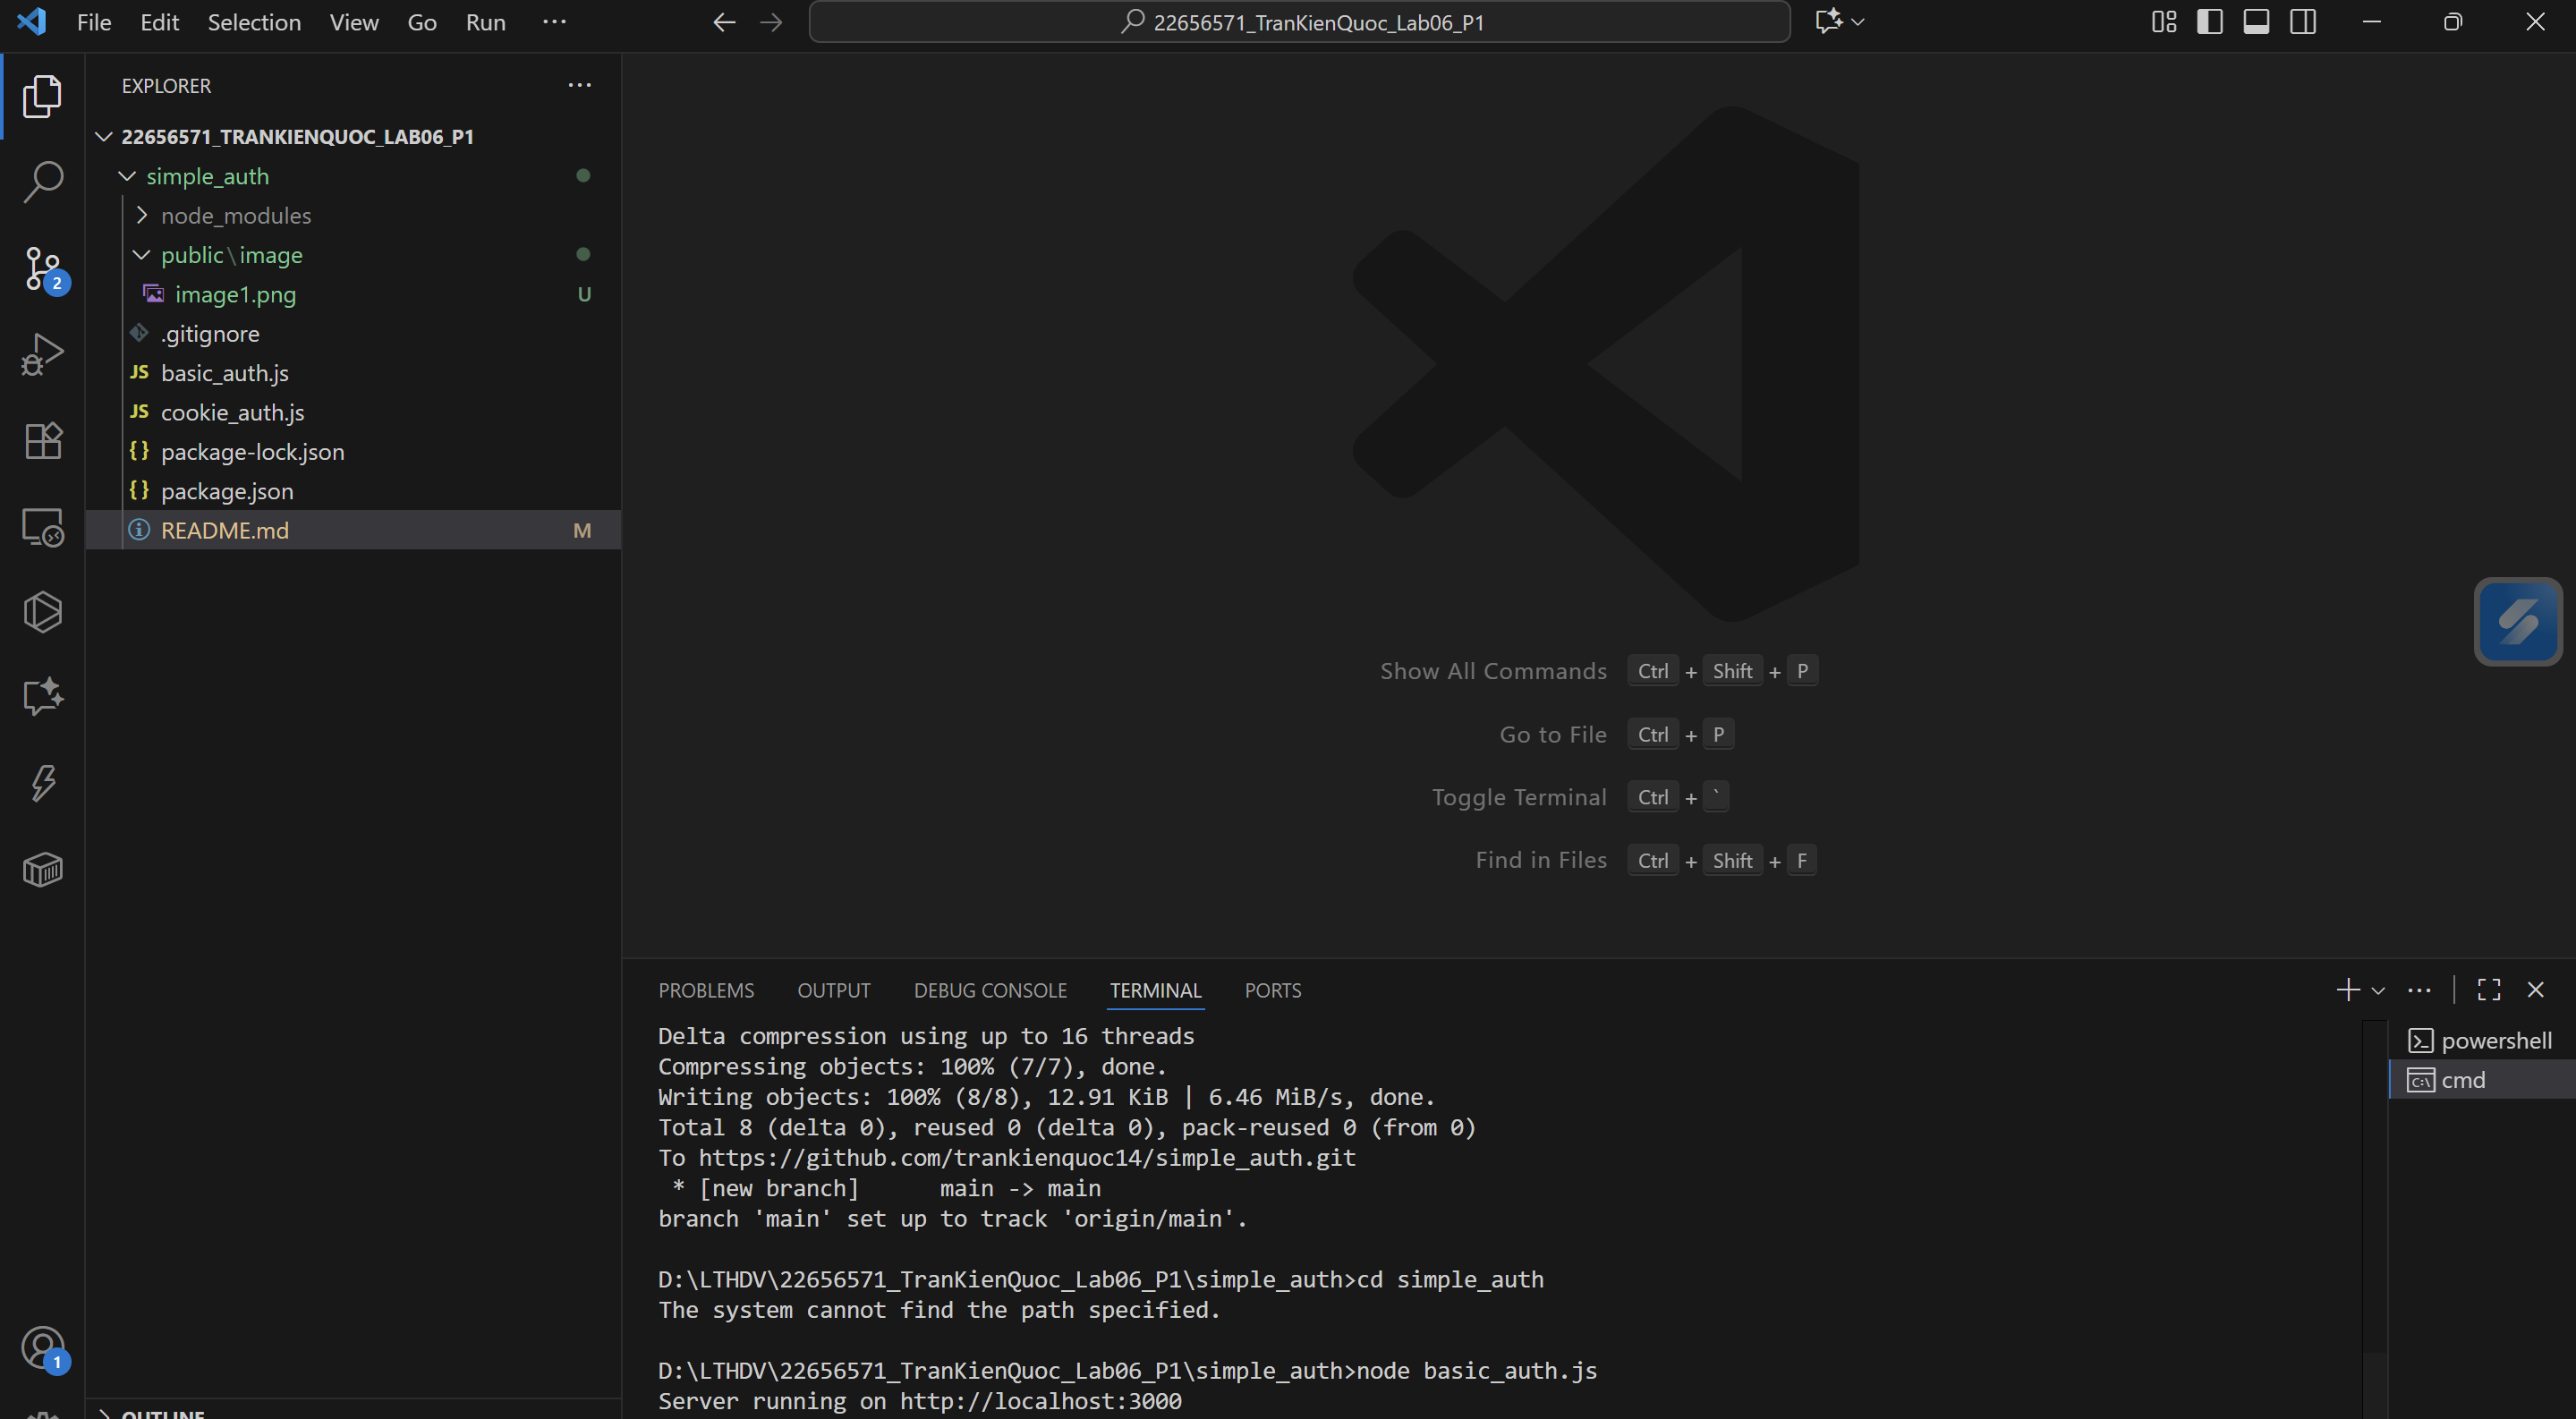 File Edit Selection View Go Run ···
22656571_TranKienQuoc_Lab06_P1
EXPLORER
22656571_TRANKIENQUOC_LAB06_P1
simple_auth
node_modules
public\image
image1.png U
.gitignore
JS basic_auth.js
JS cookie_auth.js
{} package-lock.json
{} package.json
README.md M
2
1
OUTLINE
Show All Commands Ctrl + Shift + P
Go to File Ctrl + P
Toggle Terminal Ctrl + `
Find in Files Ctrl + Shift + F
PROBLEMS OUTPUT DEBUG CONSOLE TERMINAL PORTS
powershell
cmd
Delta compression using up to 16 threads
Compressing objects: 100% (7/7), done.
Writing objects: 100% (8/8), 12.91 KiB | 6.46 MiB/s, done.
Total 8 (delta 0), reused 0 (delta 0), pack-reused 0 (from 0)
To https://github.com/trankienquoc14/simple_auth.git
* [new branch] main -> main
branch 'main' set up to track 'origin/main'.
D:\LTHDV\22656571_TranKienQuoc_Lab06_P1\simple_auth>cd simple_auth
The system cannot find the path specified.
D:\LTHDV\22656571_TranKienQuoc_Lab06_P1\simple_auth>node basic_auth.js
Server running on http://localhost:3000